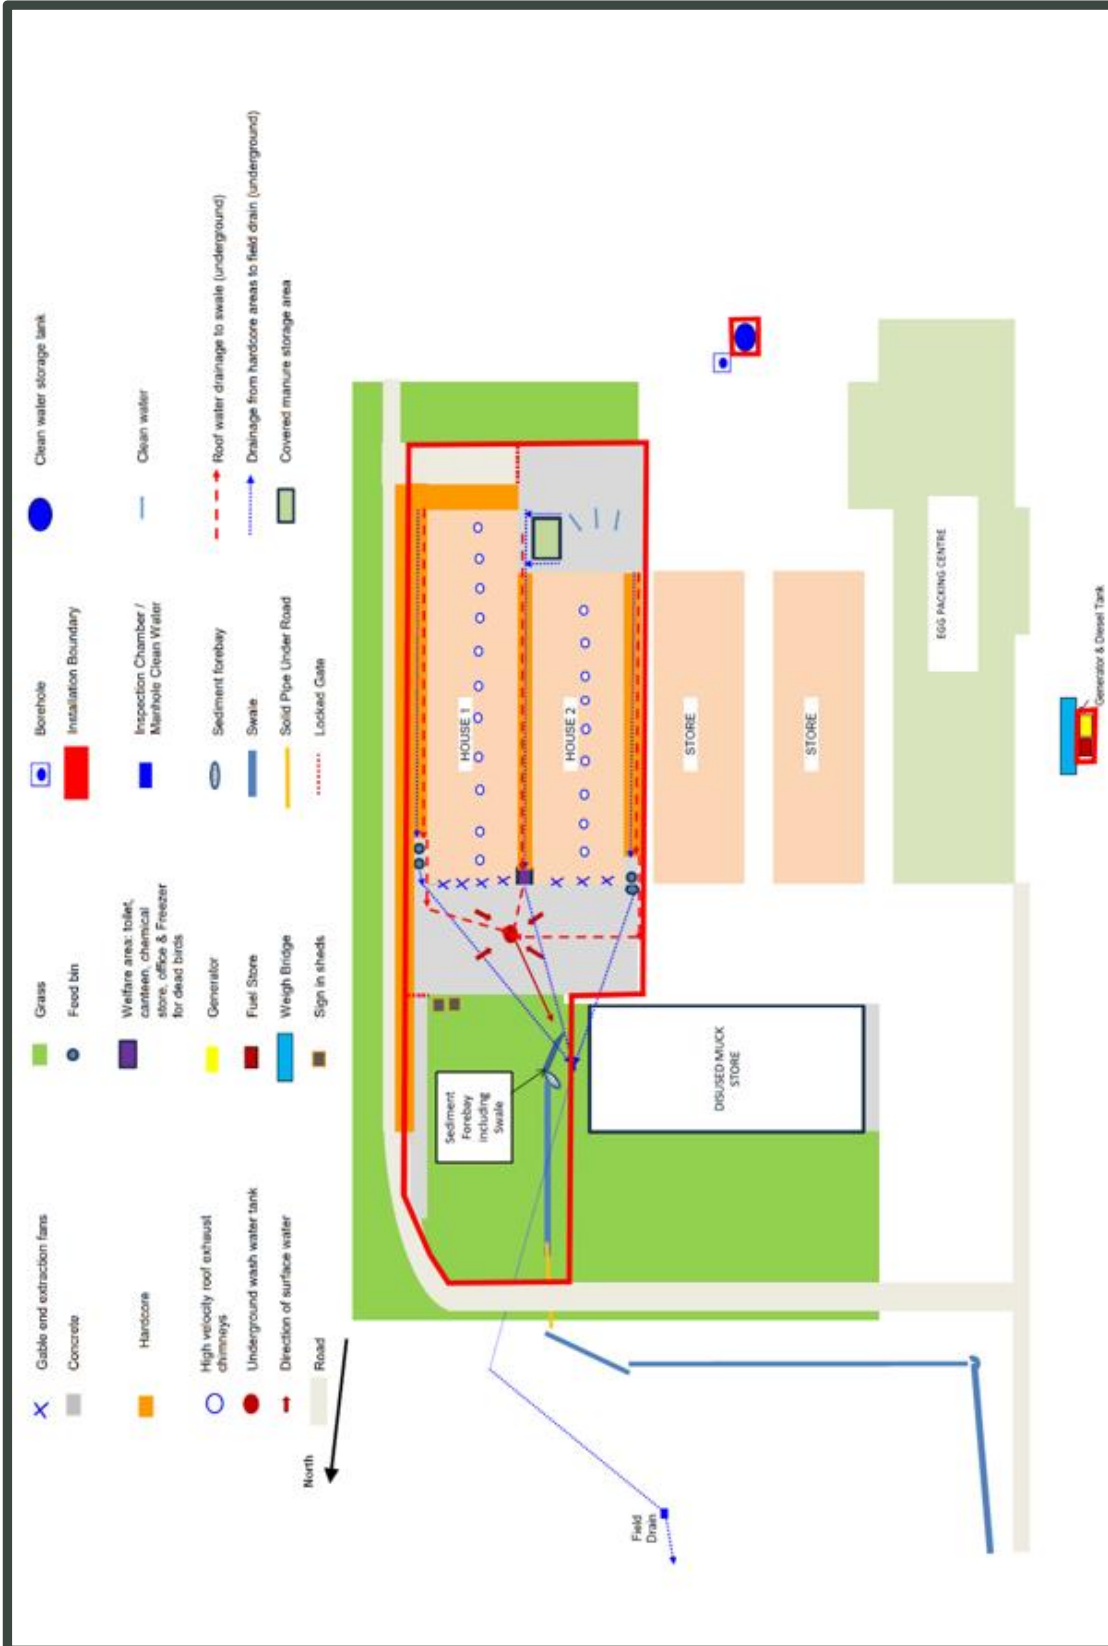 Gable end extraction fans
Concrete
Hardcore
High velocity roof exhaust
chimneys
Underground wash water tank
Direction of surface water
Road
Grass
Feed bin
Welfare area: toilet,
canteen, chemical
store, office & Freezer
for dead birds
Generator
Fuel Store
Weigh Bridge
Sign in sheds
Borehole
Installation Boundary
Inspection Chamber /
Manhole Clean Water
Sediment forebay
Swale
Solid Pipe Under Road
Locked Gate
Clean water storage tank
Clean water
Roof water drainage to swale (underground)
Drainage from hardcore areas to field drain (underground)
Covered manure storage area
North
HOUSE 1
HOUSE 2
STORE
STORE
EGG PACKING CENTRE
Generator & Diesel Tank
Sediment
Forebay
including
Swale
DISUSED MUCK
STORE
Field
Drain